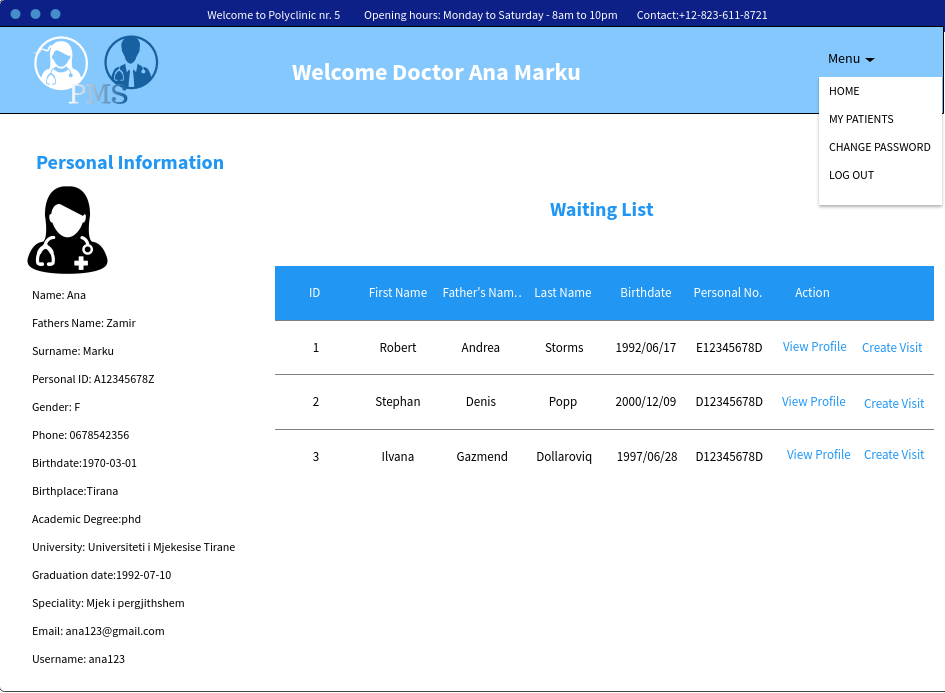 Welcome to Polyclinic nr. 5 Opening hours: Monday to Saturday - 8am to 10pm Contact:+12-823-611-8721
PMS
Welcome Doctor Ana Marku
Menu
HOME
MY PATIENTS
CHANGE PASSWORD
LOG OUT
Personal Information
Name: Ana
Fathers Name: Zamir
Surname: Marku
Personal ID: A12345678Z
Gender: F
Phone: 0678542356
Birthdate:1970-03-01
Birthplace:Tirana
Academic Degree:phd
University: Universiteti i Mjekesise Tirane
Graduation date:1992-07-10
Speciality: Mjek i pergjithshem
Email: ana123@gmail.com
Username: ana123
Waiting List
ID First Name Father's Nam.. Last Name Birthdate Personal No. Action
1 Robert Andrea Storms 1992/06/17 E12345678D View Profile Create Visit
2 Stephan Denis Popp 2000/12/09 D12345678D View Profile Create Visit
3 Ilvana Gazmend Dollaroviq 1997/06/28 D12345678D View Profile Create Visit